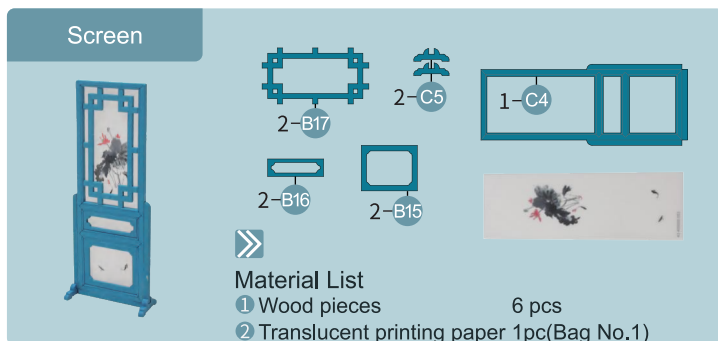 Screen
2-B17
2-C5
1-C4
2-B16
2-B15
Material List
1 Wood pieces 6 pcs
2 Translucent printing paper 1pc(Bag No.1)